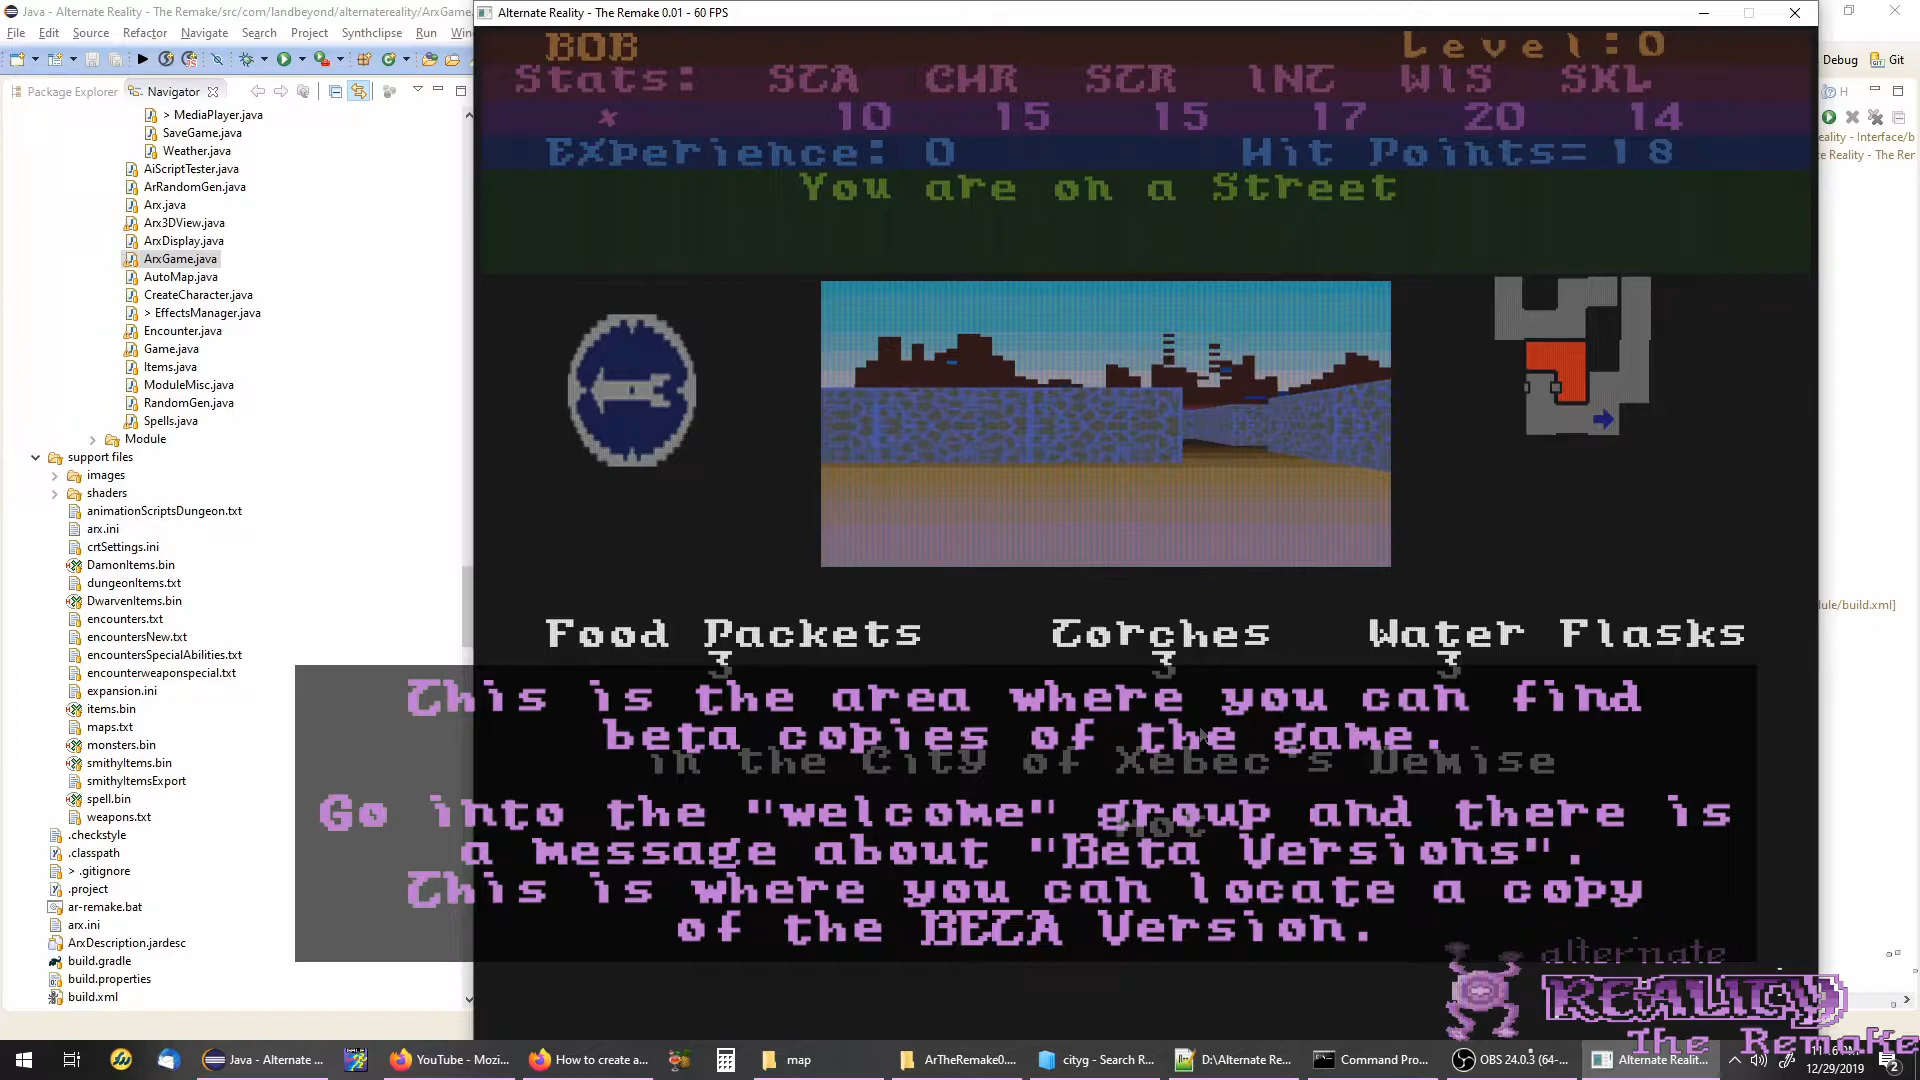 Java - Alternate Reality - The Remake/src/com/landbeyond/alternatereality/ArxGame.
Alternate Reality - The Remake 0.01 - 60 FPS
File Edit Source Refactor Navigate Search Project Synthclipse Run
Debug Git
Package Explorer Navigator
> MediaPlayer.java
SaveGame.java
Weather.java
AiScriptTester.java
ArRandomGen.java
Arx.java
Arx3DView.java
ArxDisplay.java
ArxGame.java
AutoMap.java
CreateCharacter.java
> EffectsManager.java
Encounter.java
Game.java
Items.java
ModuleMisc.java
RandomGen.java
Spells.java
Module
support files
images
shaders
animationScriptsDungeon.txt
arx.ini
crtSettings.ini
DamonItems.bin
dungeonItems.txt
DwarvenItems.bin
encounters.txt
encountersNew.txt
encountersSpecialAbilities.txt
encounterweaponspecial.txt
expansion.ini
items.bin
maps.txt
monsters.bin
smithyItems.bin
smithyItemsExport
spell.bin
weapons.txt
.checkstyle
.classpath
> .gitignore
.project
ar-remake.bat
arx.ini
ArxDescription.jardesc
build.gradle
build.properties
build.xml
BOB Level:0
Stats: STA CHR STR INT WIS SKL
* 10 15 15 17 20 14
Experience: 0 Hit Points= 18
You are on a Street
Food Packets Torches Water Flasks
3 3 3
This is the area where you can find
beta copies of the game.
in the City of Xebec's Demise
Go into the "welcome" group and there is
Hot
a message about "Beta Versions".
This is where you can locate a copy
of the BETA Version.
alternate
REALITY
The Remake
Java - Alternate ...
YouTube - Mozi...
How to create a...
map
ArTheRemake0....
cityg - Search R...
D:\Alternate Re...
Command Pro...
OBS 24.0.3 (64-...
Alternate Realit...
12/29/2019
2